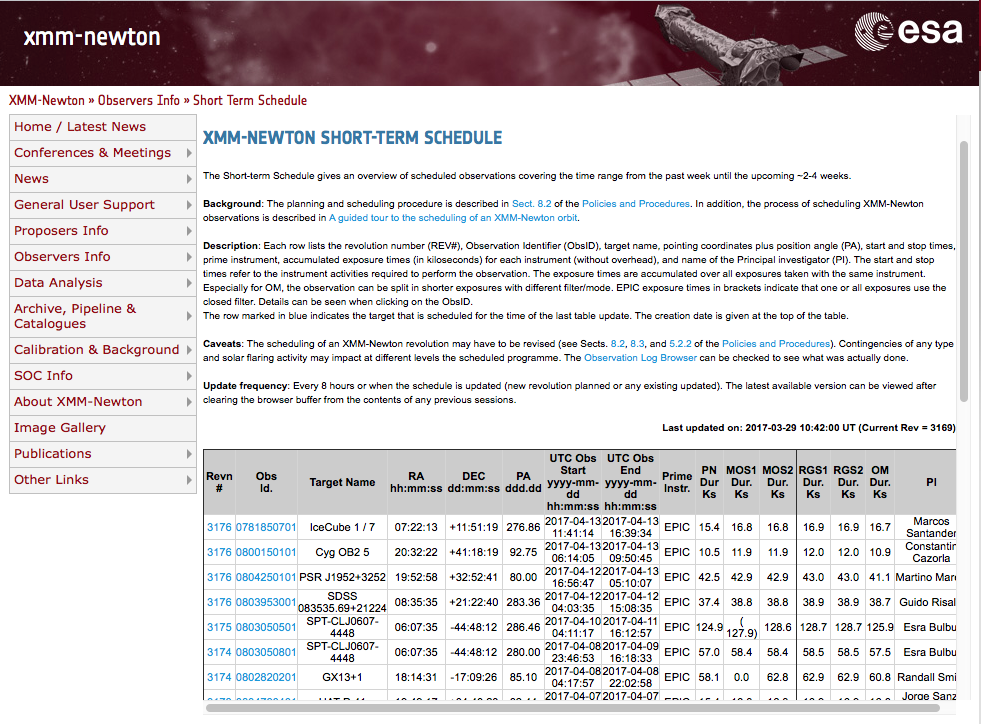 xmm-newton
esa
XMM-Newton » Observers Info » Short Term Schedule
Home / Latest News
Conferences & Meetings
News
General User Support
Proposers Info
Observers Info
Data Analysis
Archive, Pipeline &
Catalogues
Calibration & Background
SOC Info
About XMM-Newton
Image Gallery
Publications
Other Links
XMM-NEWTON SHORT-TERM SCHEDULE
The Short-term Schedule gives an overview of scheduled observations covering the time range from the past week until the upcoming ~2-4 weeks.
Background: The planning and scheduling procedure is described in Sect. 8.2 of the Policies and Procedures. In addition, the process of scheduling XMM-Newton
observations is described in A guided tour to the scheduling of an XMM-Newton orbit.
Description: Each row lists the revolution number (REV#), Observation Identifier (ObsID), target name, pointing coordinates plus position angle (PA), start and stop times,
prime instrument, accumulated exposure times (in kiloseconds) for each instrument (without overhead), and name of the Principal investigator (PI). The start and stop
times refer to the instrument activities required to perform the observation. The exposure times are accumulated over all exposures taken with the same instrument.
Especially for OM, the observation can be split in shorter exposures with different filter/mode. EPIC exposure times in brackets indicate that one or all exposures use the
closed filter. Details can be seen when clicking on the ObsID.
The row marked in blue indicates the target that is scheduled for the time of the last table update. The creation date is given at the top of the table.
Caveats: The scheduling of an XMM-Newton revolution may have to be revised (see Sects. 8.2, 8.3, and 5.2.2 of the Policies and Procedures). Contingencies of any type
and solar flaring activity may impact at different levels the scheduled programme. The Observation Log Browser can be checked to see what was actually done.
Update frequency: Every 8 hours or when the schedule is updated (new revolution planned or any existing updated). The latest available version can be viewed after
clearing the browser buffer from the contents of any previous sessions.
Last updated on: 2017-03-29 10:42:00 UT (Current Rev = 3169)
Revn # Obs Id. Target Name RA hh:mm:ss DEC dd:mm:ss PA ddd.dd UTC Obs Start yyyy-mm-dd hh:mm:ss UTC Obs End yyyy-mm-dd hh:mm:ss Prime Instr. PN Dur Ks MOS1 Dur. Ks MOS2 Dur. Ks RGS1 Dur. Ks RGS2 Dur. Ks OM Dur. Ks PI
3176 0781850701 IceCube 1 / 7 07:22:13 +11:51:19 276.86 2017-04-13 11:41:14 2017-04-13 16:39:34 EPIC 15.4 16.8 16.8 16.9 16.9 16.7 Marcos Santander
3176 0800150101 Cyg OB2 5 20:32:22 +41:18:19 92.75 2017-04-13 06:14:05 2017-04-13 09:50:45 EPIC 10.5 11.9 11.9 12.0 12.0 10.9 Constantin Cazorla
3176 0804250101 PSR J1952+3252 19:52:58 +32:52:41 80.00 2017-04-12 16:56:47 2017-04-13 05:10:07 EPIC 42.5 42.9 42.9 43.0 43.0 41.1 Martino Mar
3176 0803953001 SDSS 083535.69+21224 08:35:35 +21:22:40 283.36 2017-04-12 04:03:35 2017-04-12 15:08:35 EPIC 37.4 38.8 38.8 38.9 38.9 38.7 Guido Risal
3175 0803050501 SPT-CLJ0607-4448 06:07:35 -44:48:12 286.46 2017-04-10 04:11:17 2017-04-11 16:12:57 EPIC 124.9 ( 127.9) 128.6 128.7 128.7 125.9 Esra Bulbu
3174 0803050801 SPT-CLJ0607-4448 06:07:35 -44:48:12 280.00 2017-04-08 23:46:53 2017-04-09 16:18:33 EPIC 57.0 58.4 58.4 58.5 58.5 57.5 Esra Bulbu
3174 0802820201 GX13+1 18:14:31 -17:09:26 85.10 2017-04-08 04:17:57 2017-04-08 22:02:58 EPIC 58.1 0.0 62.8 62.9 62.9 60.8 Randall Smi
2017-04-07 2017-04-07 Jorge Sanz